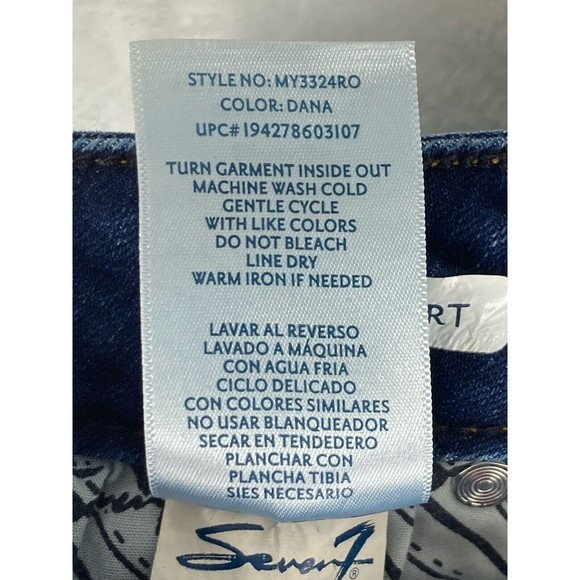 STYLE NO: MY3324RO
COLOR: DANA
UPC# 194278603107
TURN GARMENT INSIDE OUT
MACHINE WASH COLD
GENTLE CYCLE
WITH LIKE COLORS
DO NOT BLEACH
LINE DRY
WARM IRON IF NEEDED
RT
LAVAR AL REVERSO
LAVADO A MÁQUINA
CON AGUA FRIA
CICLO DELICADO
CON COLORES SIMILARES
NO USAR BLANQUEADOR
SECAR EN TENDEDERO
PLANCHAR CON
PLANCHA TIBIA
SIES NECESARIO
Seven7®